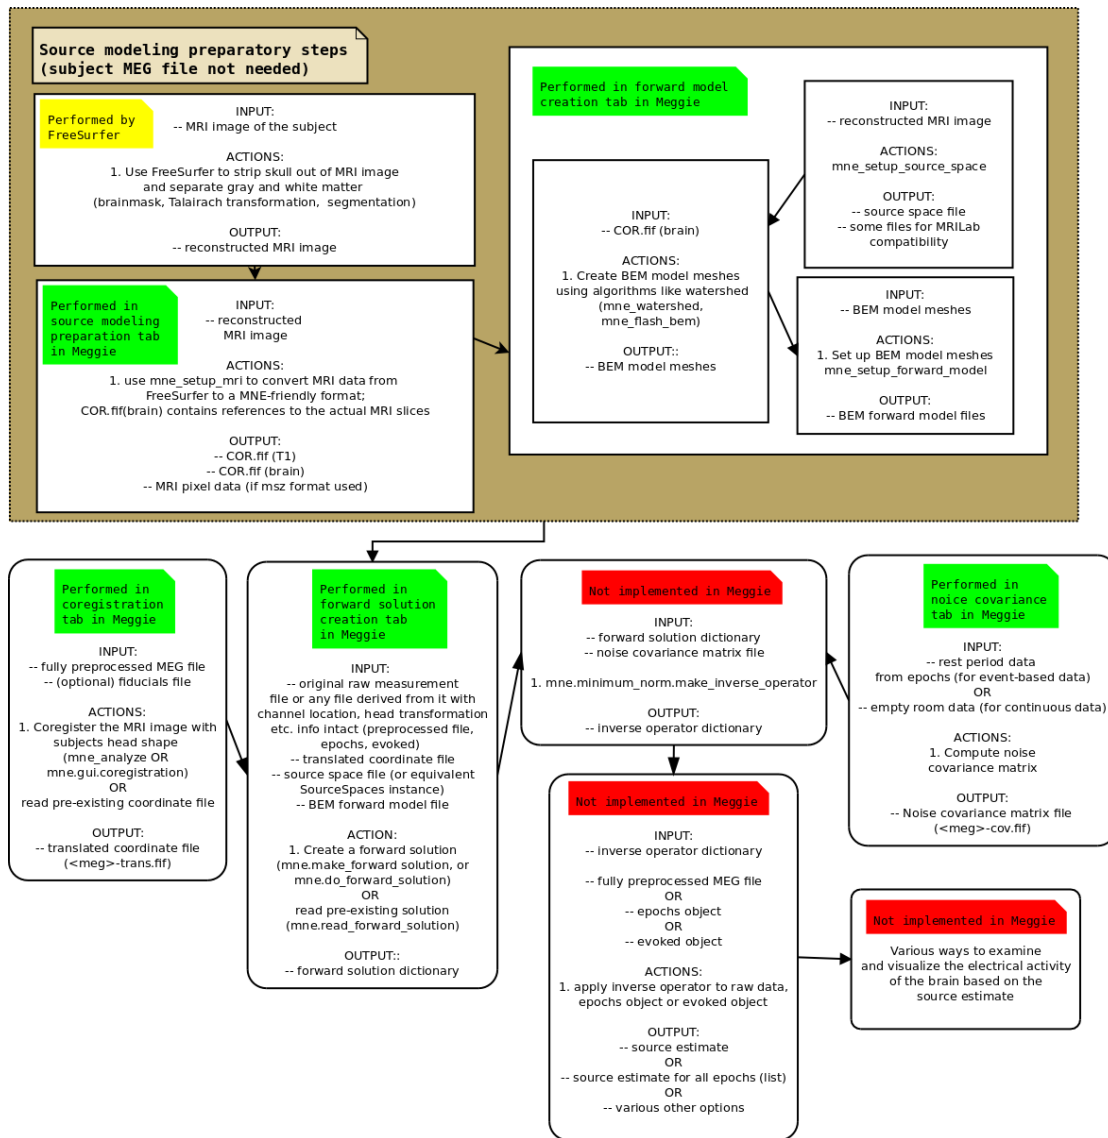 Source modeling preparatory steps
(subject MEG file not needed)
Performed by
FreeSurfer
INPUT:
-- MRI image of the subject
ACTIONS:
1. Use FreeSurfer to strip skull out of MRI image
and separate gray and white matter
(brainmask, Talairach transformation,  segmentation)
OUTPUT:
-- reconstructed MRI image
Performed in
source modeling
preparation tab
in Meggie
INPUT:
-- reconstructed
MRI image
ACTIONS:
1. use mne_setup_mri to convert MRI data from
FreeSurfer to a MNE-friendly format;
COR.fif(brain) contains references to the actual MRI slices
OUTPUT:
-- COR.fif (T1)
-- COR.fif (brain)
-- MRI pixel data (if msz format used)
Performed in forward model
creation tab in Meggie
INPUT:
-- reconstructed MRI image
ACTIONS:
mne_setup_source_space
OUTPUT:
-- source space file
-- some files for MRILab
compatibility
INPUT:
-- COR.fif (brain)
ACTIONS:
1. Create BEM model meshes
using algorithms like watershed
(mne_watershed,
mne_flash_bem)
OUTPUT::
-- BEM model meshes
INPUT:
-- BEM model meshes
ACTIONS:
1. Set up BEM model meshes
mne_setup_forward_model
OUTPUT:
-- BEM forward model files
Performed in
coregistration
tab in Meggie
INPUT:
-- fully preprocessed MEG file
-- (optional) fiducials file
ACTIONS:
1. Coregister the MRI image with
subjects head shape
(mne_analyze OR
mne.gui.coregistration)
OR
read pre-existing coordinate file
OUTPUT:
-- translated coordinate file
(<meg>-trans.fif)
Performed in
forward solution
creation tab
in Meggie
INPUT:
-- original raw measurement
file or any file derived from it with
channel location, head transformation
etc. info intact (preprocessed file,
epochs, evoked)
-- translated coordinate file
-- source space file (or equivalent
SourceSpaces instance)
-- BEM forward model file
ACTION:
1. Create a forward solution
(mne.make_forward solution, or
mne.do_forward_solution)
OR
read pre-existing solution
(mne.read_forward_solution)
OUTPUT::
-- forward solution dictionary
Not implemented in Meggie
INPUT:
-- forward solution dictionary
-- noise covariance matrix file
1. mne.minimum_norm.make_inverse_operator
OUTPUT:
-- inverse operator dictionary
Performed in
noice covariance
tab in Meggie
INPUT:
-- rest period data
from epochs (for event-based data)
OR
-- empty room data (for continuous data)
ACTIONS:
1. Compute noise
covariance matrix
OUTPUT:
-- Noise covariance matrix file
(<meg>-cov.fif)
Not implemented in Meggie
INPUT:
-- inverse operator dictionary
-- fully preprocessed MEG file
OR
-- epochs object
OR
-- evoked object
ACTIONS:
1. apply inverse operator to raw data,
epochs object or evoked object
OUTPUT:
-- source estimate
OR
-- source estimate for all epochs (list)
OR
-- various other options
Not implemented in Meggie
Various ways to examine
and visualize the electrical activity
of the brain based on the
source estimate